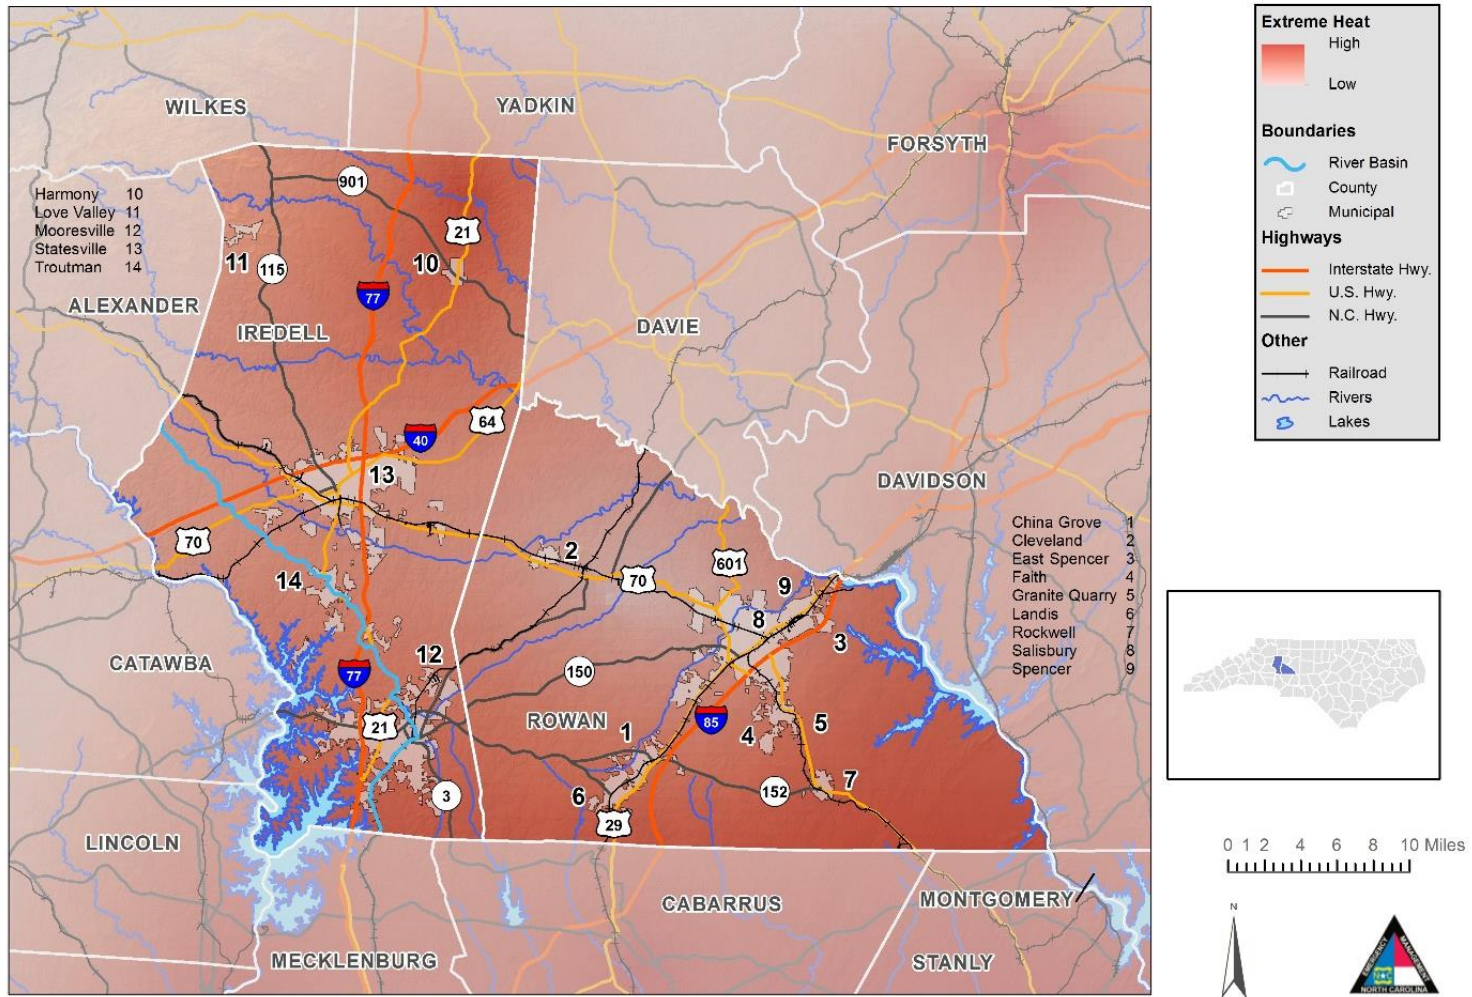 WILKES
YADKIN
FORSYTH
Harmony 10
Love Valley 11
Mooresville 12
Statesville 13
Troutman 14
901
21
11
115
10
77
ALEXANDER
IREDELL
DAVIE
64
40
13
DAVIDSON
70
China Grove 1
Cleveland 2
East Spencer 3
Faith 4
Granite Quarry 5
Landis 6
Rockwell 7
Salisbury 8
Spencer 9
2
14
70
601
9
8
3
CATAWBA
12
77
150
21
ROWAN
1
85
4
5
3
6
29
152
7
LINCOLN
CABARRUS
MONTGOMERY
MECKLENBURG
STANLY
Extreme Heat
High
Low
Boundaries
River Basin
County
Municipal
Highways
Interstate Hwy.
U.S. Hwy.
N.C. Hwy.
Other
Railroad
Rivers
Lakes
0 1 2 4 6 8 10 Miles
N
EMERGENCY
MANAGEMENT
NORTH CAROLINA